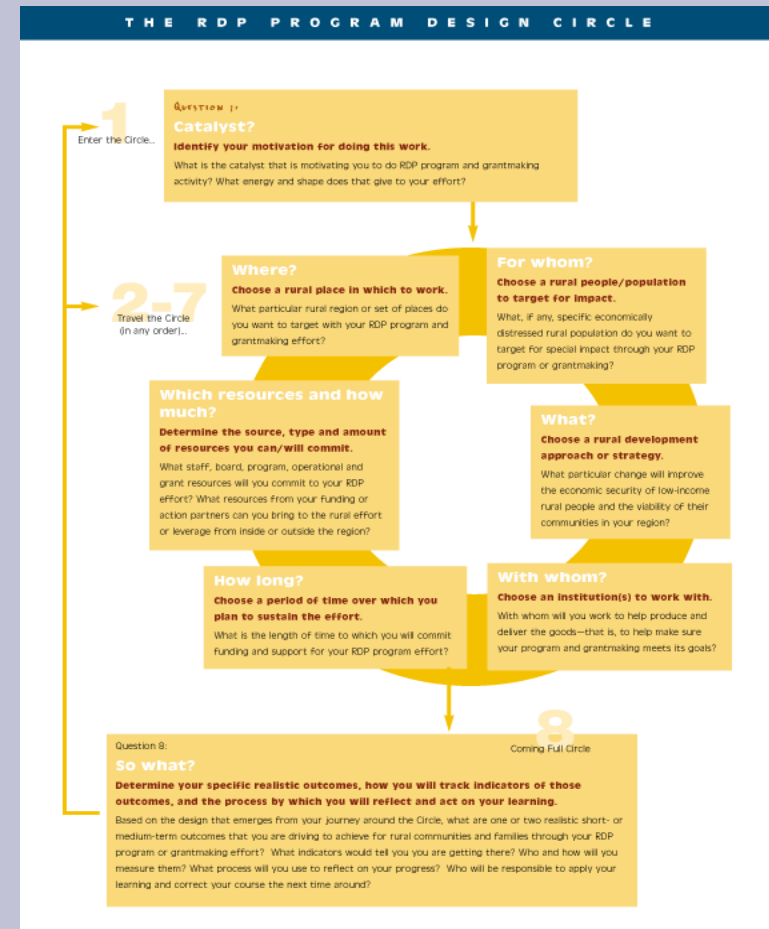 THE RDP PROGRAM DESIGN CIRCLE
1
Enter the Circle...
QUESTION 1:
Catalyst?
Identify your motivation for doing this work.
What is the catalyst that is motivating you to do RDP program and grantmaking
activity? What energy and shape does that give to your effort?
2-7
Travel the Circle
(in any order)...
Where?
Choose a rural place in which to work.
What particular rural region or set of places do
you want to target with your RDP program and
grantmaking effort?
For whom?
Choose a rural people/population
to target for impact.
What, if any, specific economically
distressed rural population do you want to
target for special impact through your RDP
program or grantmaking?
Which resources and how
much?
Determine the source, type and amount
of resources you can/will commit.
What staff, board, program, operational and
grant resources will you commit to your RDP
effort? What resources from your funding or
action partners can you bring to the rural effort
or leverage from inside or outside the region?
What?
Choose a rural development
approach or strategy.
What particular change will improve
the economic security of low-income
rural people and the viability of their
communities in your region?
How long?
Choose a period of time over which you
plan to sustain the effort.
What is the length of time to which you will commit
funding and support for your RDP program effort?
With whom?
Choose an institution(s) to work with.
With whom will you work to help produce and
deliver the goods—that is, to help make sure
your program and grantmaking meets its goals?
8
Coming Full Circle
Question 8:
So what?
Determine your specific realistic outcomes, how you will track indicators of those
outcomes, and the process by which you will reflect and act on your learning.
Based on the design that emerges from your journey around the Circle, what are one or two realistic short- or
medium-term outcomes that you are driving to achieve for rural communities and families through your RDP
program or grantmaking effort? What indicators would tell you you are getting there? Who and how will you
measure them? What process will you use to reflect on your progress? Who will be responsible to apply your
learning and correct your course the next time around?